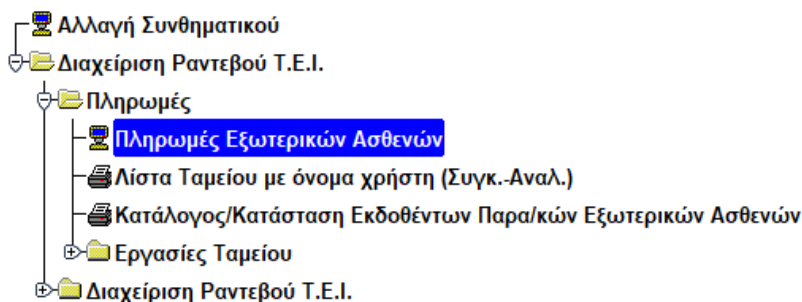 Αλλαγή Συνθηματικού
Διαχείριση Ραντεβού Τ.Ε.Ι.
Πληρωμές
Πληρωμές Εξωτερικών Ασθενών
Λίστα Ταμείου με όνομα χρήστη (Συγκ.-Αναλ.)
Κατάλογος/Κατάσταση Εκδοθέντων Παρα/κών Εξωτερικών Ασθενών
Εργασίες Ταμείου
Διαχείριση Ραντεβού Τ.Ε.Ι.